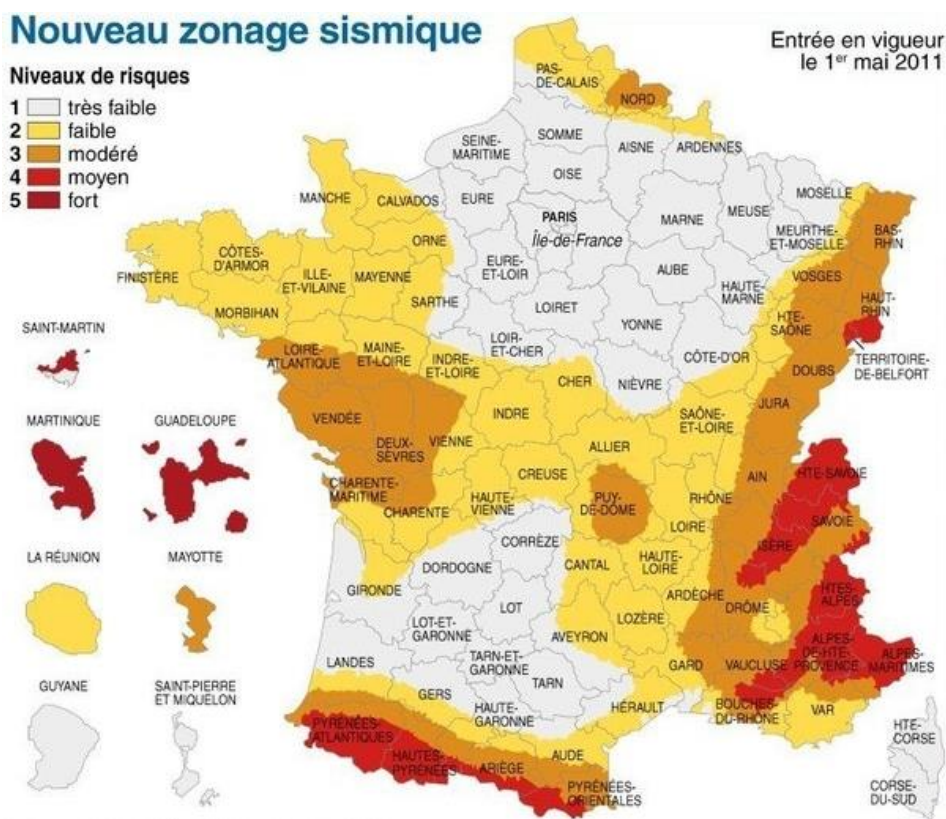 Nouveau zonage sismique
Entrée en vigueur
le 1er mai 2011
Niveaux de risques
1 très faible
2 faible
3 modéré
4 moyen
5 fort
PAS-
DE-CALAIS
NORD
SOMME
SEINE-
MARITIME
AISNE
ARDENNES
OISE
MANCHE
CALVADOS
EURE
MOSELLE
MEUSE
MARNE
PARIS
Île-de-France
MEURTHE-
ET-MOSELLE
BAS-
RHIN
ORNE
CÔTES-
D'ARMOR
FINISTÈRE
ILLE-
ET-VILAINE
MAYENNE
EURE-
ET-LOIR
AUBE
HAUTE-
MARNE
VOSGES
HAUT-
RHIN
MORBIHAN
SARTHE
LOIRET
YONNE
HTE-
SAÔNE
SAINT-MARTIN
LOIRE-
ATLANTIQUE
MAINE-
ET-LOIRE
INDRE-
ET-LOIRE
LOIR-
ET-CHER
CHER
NIÈVRE
CÔTE-D'OR
TERRITOIRE-
DE-BELFORT
DOUBS
JURA
MARTINIQUE
GUADELOUPE
VENDÉE
DEUX-
SÈVRES
VIENNE
INDRE
ALLIER
SAÔNE-
ET-LOIRE
CHARENTE-
MARITIME
CHARENTE
HAUTE-
VIENNE
CREUSE
PUY-
DE-DÔME
RHÔNE
AIN
HTE-SAVOIE
SAVOIE
LOIRE
ISÈRE
CORRÈZE
LA RÉUNION
MAYOTTE
GIRONDE
DORDOGNE
CANTAL
HAUTE-
LOIRE
ARDÈCHE
DRÔME
HTES-
ALPES
LOT
LOT-ET-
GARONNE
AVEYRON
LOZÈRE
GUYANE
SAINT-PIERRE
ET MIQUELON
LANDES
TARN-ET-
GARONNE
TARN
GARD
VAUCLUSE
ALPES-
DE-HTE-
PROVENCE
ALPES-
MARITIMES
GERS
HAUTE-
GARONNE
HÉRAULT
BOUCHES-
DU-RHÔNE
VAR
PYRÉNÉES-
ATLANTIQUES
HAUTES-
PYRÉNÉES
ARIÈGE
AUDE
PYRÉNÉES-
ORIENTALES
HTE-
CORSE
CORSE-
DU-SUD